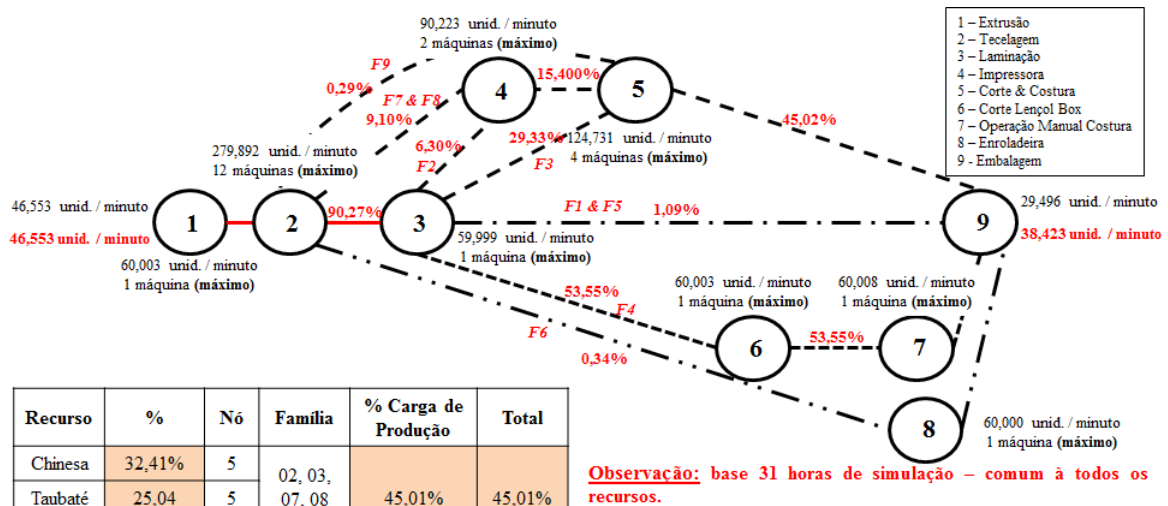 90,223 unid. / minuto
2 máquinas (máximo)
1 – Extrusão
2 – Tecelagem
3 – Laminação
4 – Impressora
5 – Corte & Costura
6 – Corte Lençol Box
7 – Operação Manual Costura
8 – Enroladeira
9 - Embalagem
F9
0,29%
F7 & F8
9,10%
4
15,400%
5
45,02%
279,892 unid. / minuto
12 máquinas (máximo)
6,30%
F2
29,33%
F3
124,731 unid. / minuto
4 máquinas (máximo)
46,553 unid. / minuto
46,553 unid. / minuto
1
2
90,27%
3
F1 & F5
1,09%
9
29,496 unid. / minuto
38,423 unid. / minuto
60,003 unid. / minuto
1 máquina (máximo)
59,999 unid. / minuto
1 máquina (máximo)
53,55%
F4
60,003 unid. / minuto
1 máquina (máximo)
60,008 unid. / minuto
1 máquina (máximo)
F6
0,34%
6
53,55%
7
8
60,000 unid. / minuto
1 máquina (máximo)
Recurso % Nó Família % Carga de Produção Total
Chinesa 32,41% 5
02, 03,
Taubaté 25,04 5 07, 08 45,01% 45,01%
Observação: base 31 horas de simulação – comum à todos os
recursos.